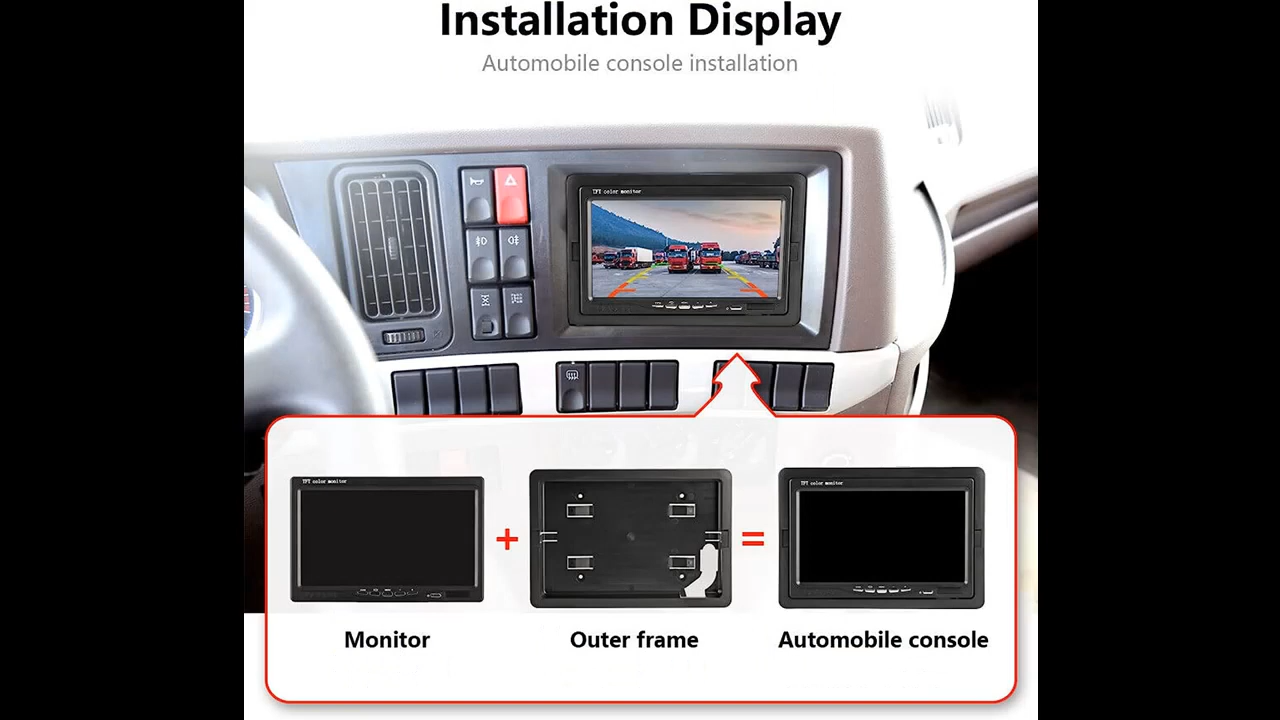 Installation Display
Automobile console installation
TFT color monitor
TFT color monitor
TFT color monitor
Monitor
Outer frame
Automobile console